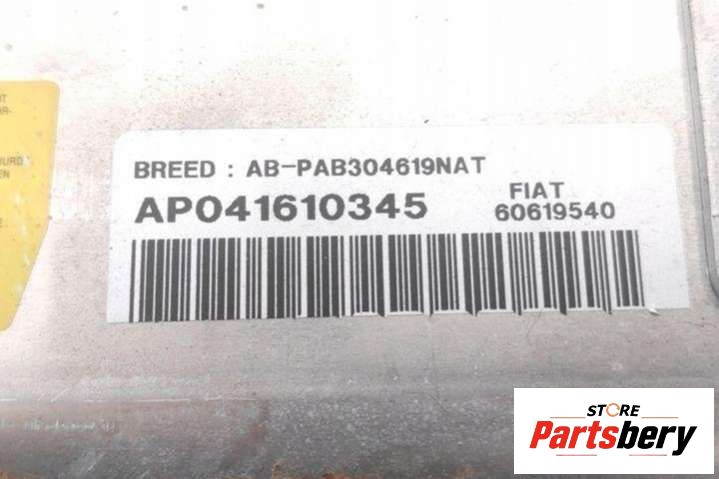 BREED : AB-PAB304619NAT
AP041610345
FIAT
60619540
STORE
Partsbery